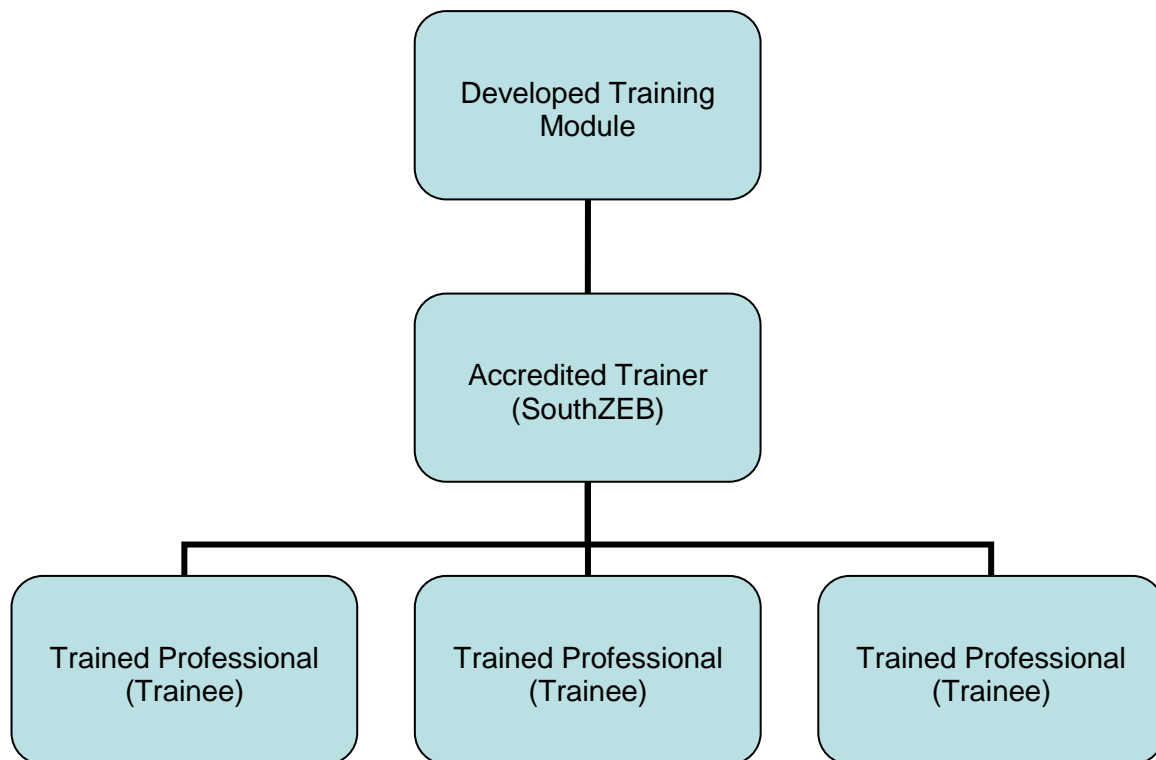 Developed Training
Module
Accredited Trainer
(SouthZEB)
Trained Professional
(Trainee)
Trained Professional
(Trainee)
Trained Professional
(Trainee)